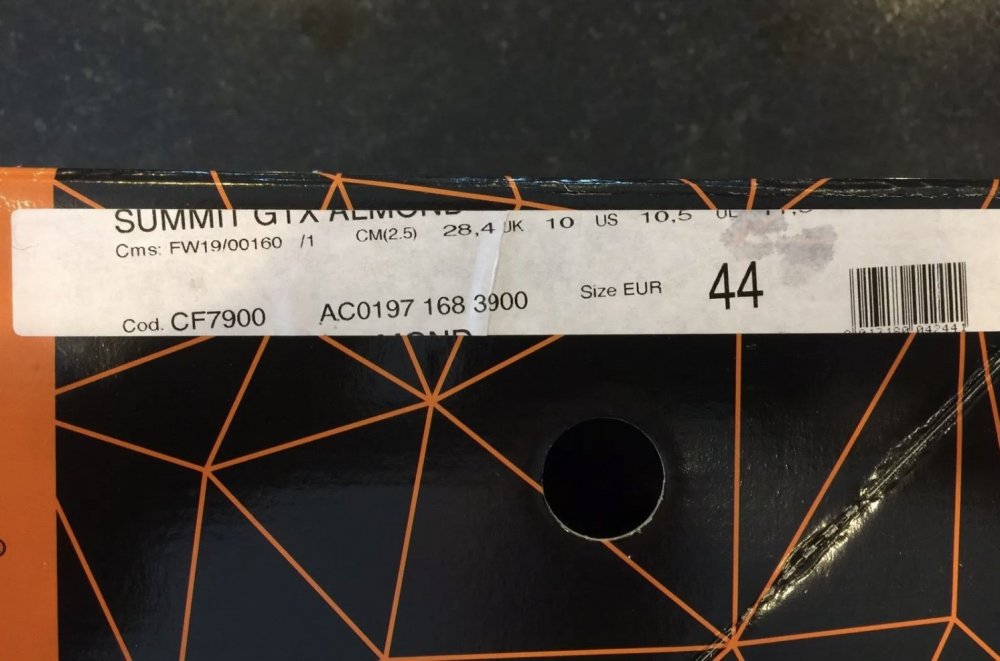 SUMMIT GTX ALMOND
Cms: FW19/00160 /1 CM(2.5) 28,4 UK 10 US 10,5
Cod. CF7900 AC0197 168 3900 Size EUR 44